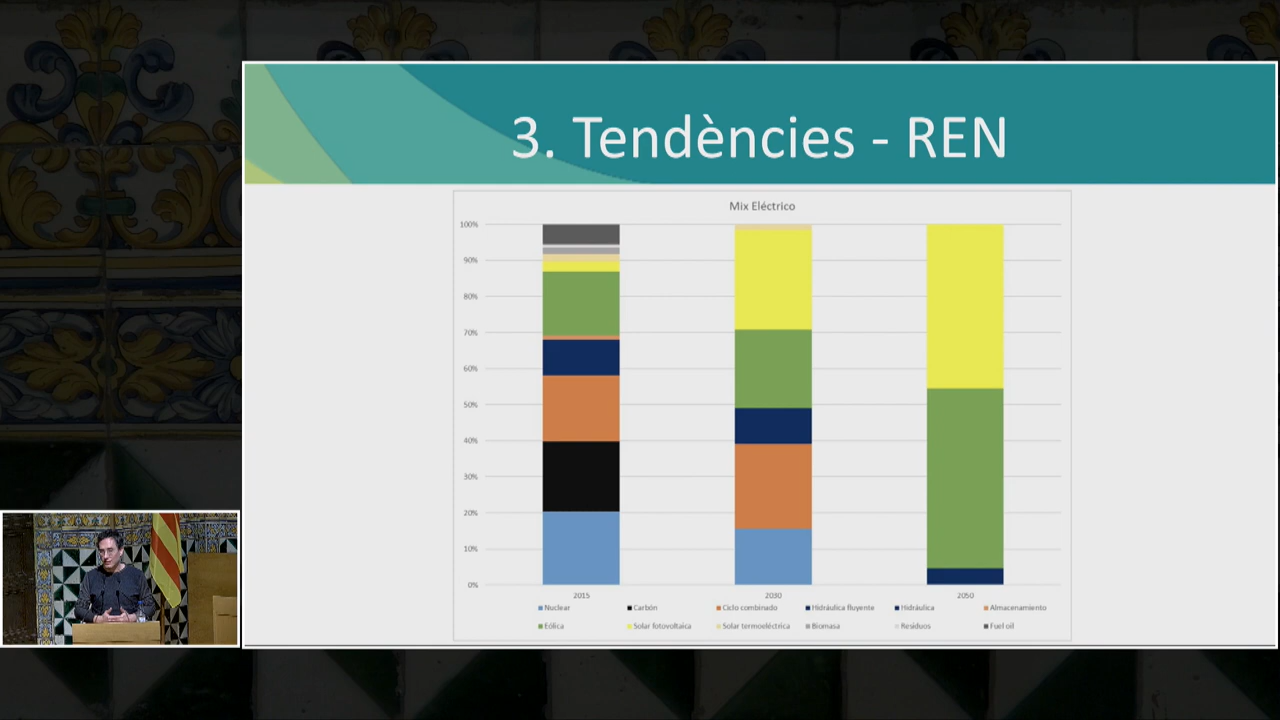 3. Tendències - REN
Mix Eléctrico
100%
90%
80%
70%
60%
50%
40%
30%
20%
10%
0%
2015 2030 2050
Nuclear Carbón Ciclo combinado Hidráulica fluyente Hidráulica Almacenamiento
Eólica Solar fotovoltaica Solar termoeléctrica Biomasa Residuos Fuel oil